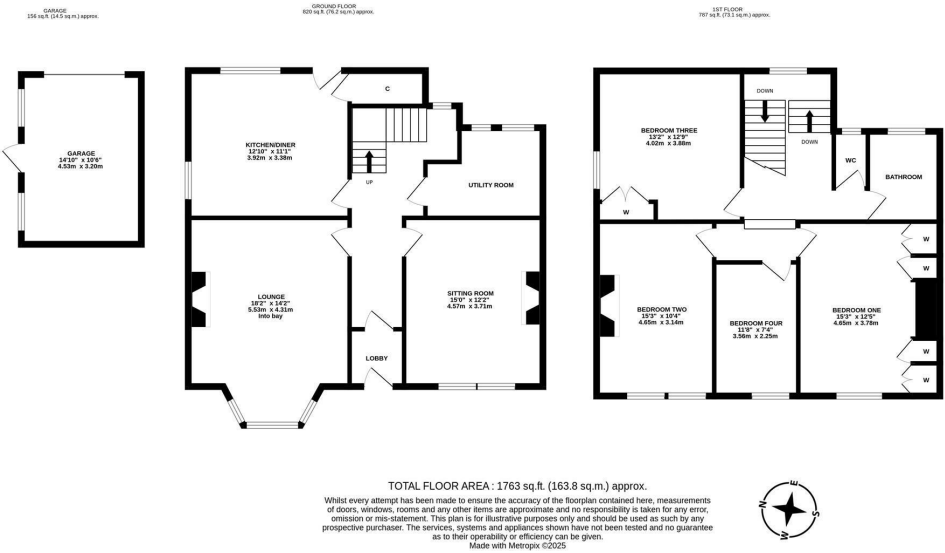 GARAGE
156 sq.ft. (14.5 sq.m.) approx.
GROUND FLOOR
820 sq.ft. (76.2 sq.m.) approx.
1ST FLOOR
787 sq.ft. (73.1 sq.m.) approx.
GARAGE
14'10" x 10'6"
4.53m x 3.20m
KITCHEN/DINER
12'10" x 11'1"
3.92m x 3.38m
C
UP
UTILITY ROOM
LOUNGE
18'2" x 14'2"
5.53m x 4.31m
Into bay
SITTING ROOM
15'0" x 12'2"
4.57m x 3.71m
LOBBY
BEDROOM THREE
13'2" x 12'9"
4.02m x 3.88m
W
DOWN
DOWN
WC
BATHROOM
BEDROOM TWO
15'3" x 10'4"
4.65m x 3.14m
BEDROOM FOUR
11'8" x 7'4"
3.56m x 2.25m
BEDROOM ONE
15'3" x 12'5"
4.65m x 3.78m
W
W
W
W
TOTAL FLOOR AREA : 1763 sq.ft. (163.8 sq.m.) approx.
Whilst every attempt has been made to ensure the accuracy of the floorplan contained here, measurements
of doors, windows, rooms and any other items are approximate and no responsibility is taken for any error,
omission or mis-statement. This plan is for illustrative purposes only and should be used as such by any
prospective purchaser. The services, systems and appliances shown have not been tested and no guarantee
as to their operability or efficiency can be given.
Made with Metropix ©2025
N
E
S
W